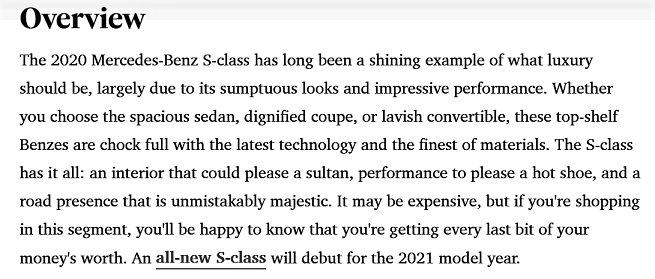 Overview
The 2020 Mercedes-Benz S-class has long been a shining example of what luxury
should be, largely due to its sumptuous looks and impressive performance. Whether
you choose the spacious sedan, dignified coupe, or lavish convertible, these top-shelf
Benzes are chock full with the latest technology and the finest of materials. The S-class
has it all: an interior that could please a sultan, performance to please a hot shoe, and a
road presence that is unmistakably majestic. It may be expensive, but if you're shopping
in this segment, you'll be happy to know that you're getting every last bit of your
money's worth. An all-new S-class will debut for the 2021 model year.